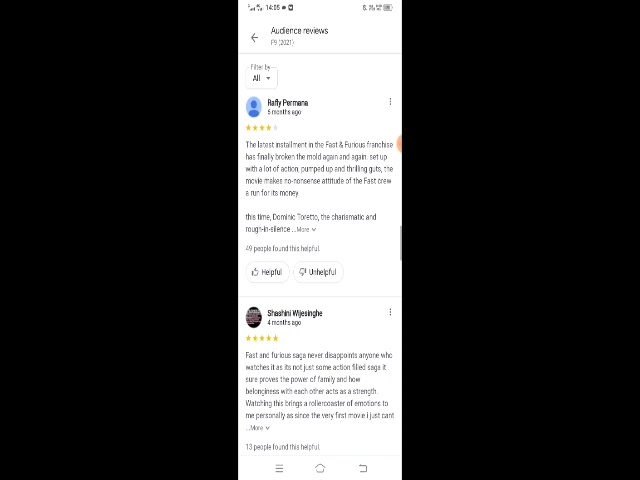 14:05
Audience reviews
F9 (2021)
Filter by
All
Rafly Permana
5 months ago
The latest installment in the Fast & Furious franchise
has finally broken the mold again and again. set up
with a lot of action, pumped up and thrilling guts, the
movie makes no-nonsense attitude of the Fast crew
a run for its money.
this time, Dominic Toretto, the charismatic and
rough-in-silence ...More
49 people found this helpful.
Helpful
Unhelpful
Shashini Wijesinghe
4 months ago
Fast and furious saga never disappoints anyone who
watches it as its not just some action filled saga it
sure proves the power of family and how
belonginess with each other acts as a strength.
Watching this brings a rollercoaster of emotions to
me personally as since the very first movie i just cant
...More
13 people found this helpful.